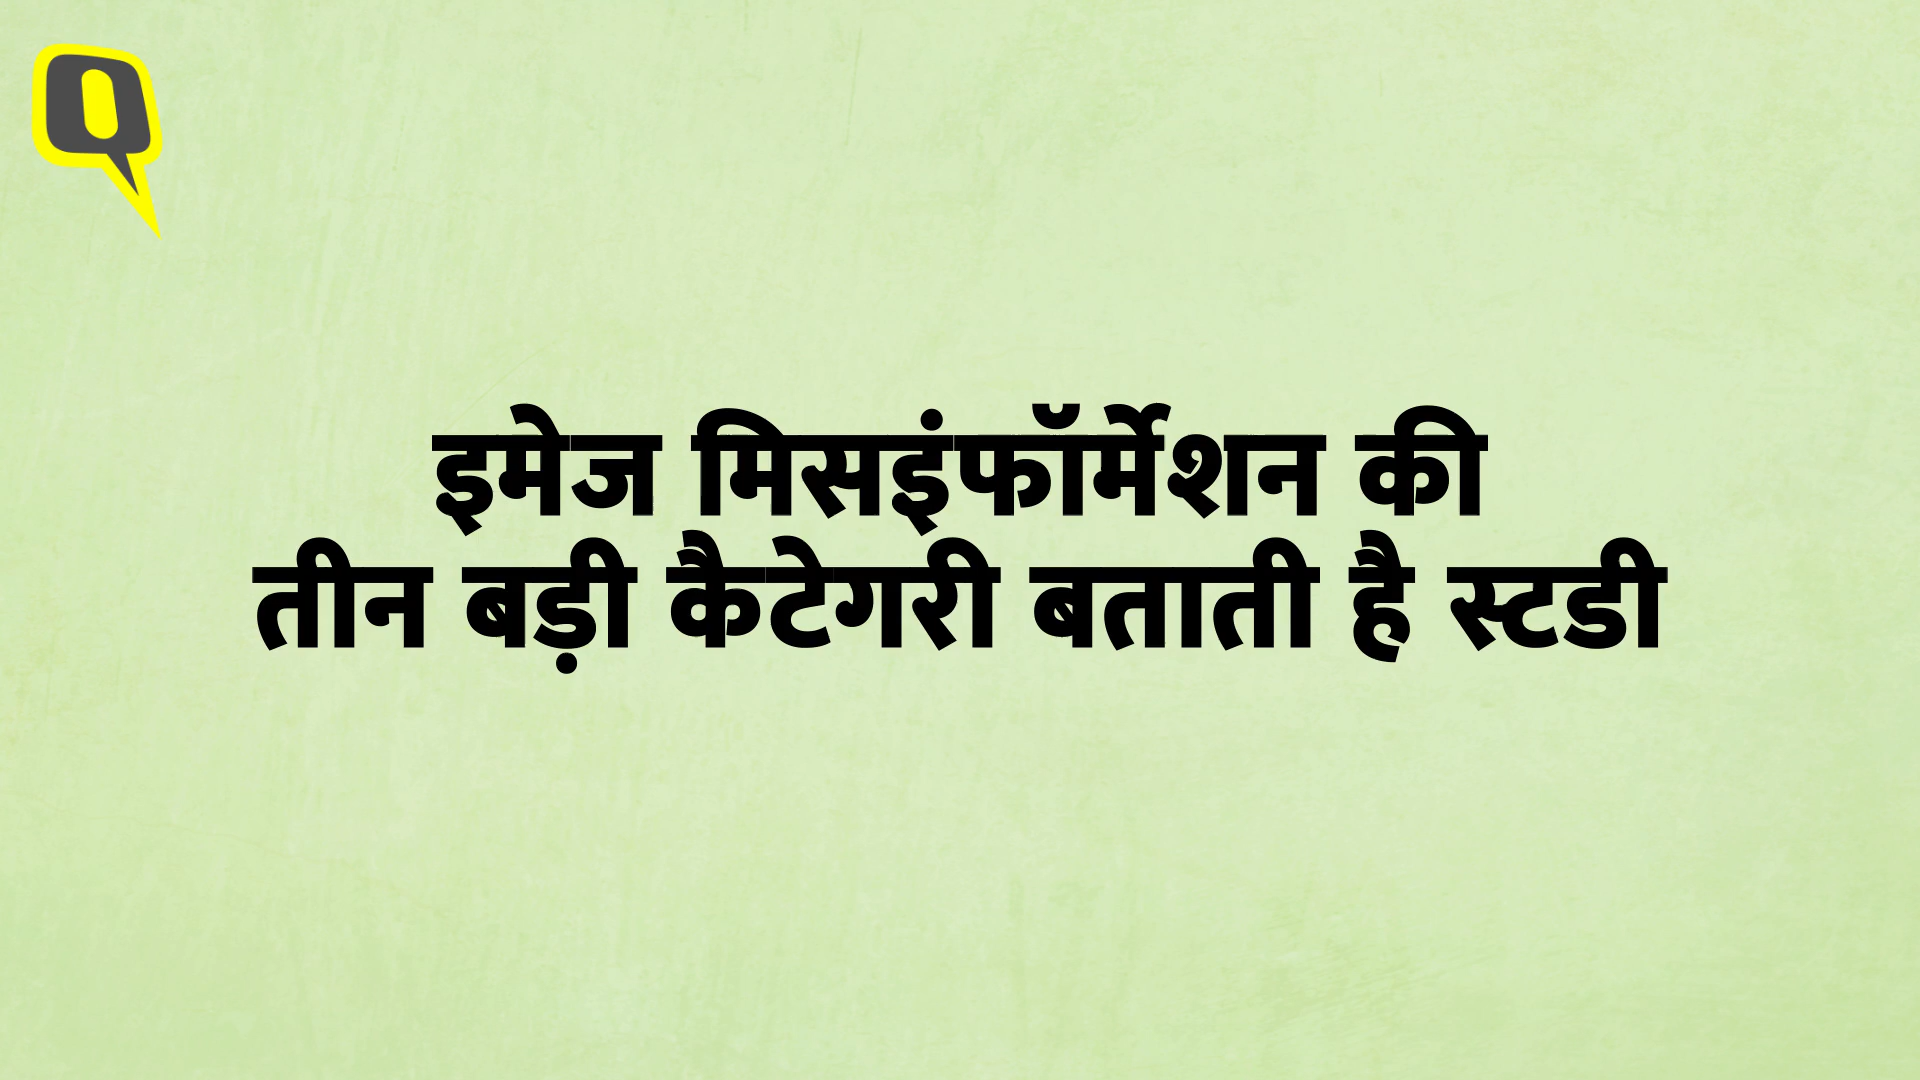 इमेज मिसइंफॉर्मेशन की
तीन बड़ी कैटेगरी बताती है स्टडी